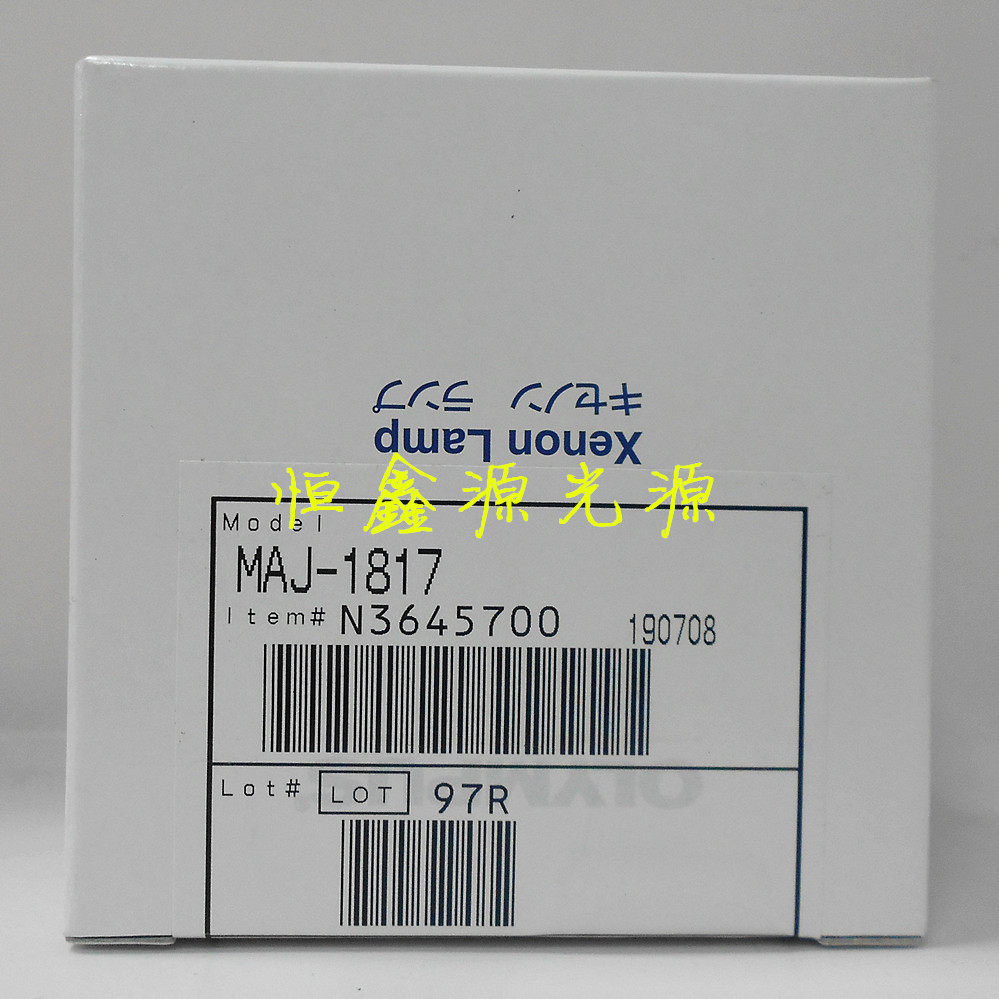 キセノン ランプ
Xenon Lamp
恒鑫源光源
Model
MAJ-1817
Item# N3645700 190708
Lot# LOT 97R